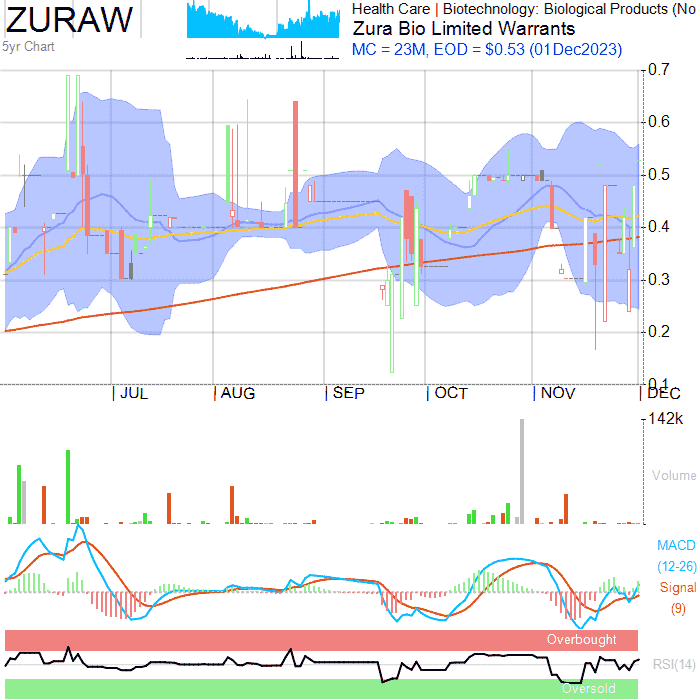 ZURAW
5yr Chart
Health Care | Biotechnology: Biological Products (No
Zura Bio Limited Warrants
MC = 23M, EOD = $0.53 (01Dec2023)
0.7
0.6
0.5
0.4
0.3
0.2
0.1
JUL AUG SEP OCT NOV DEC
142k
Volume
MACD
(12-26)
Signal
(9)
Overbought
RSI(14)
Oversold